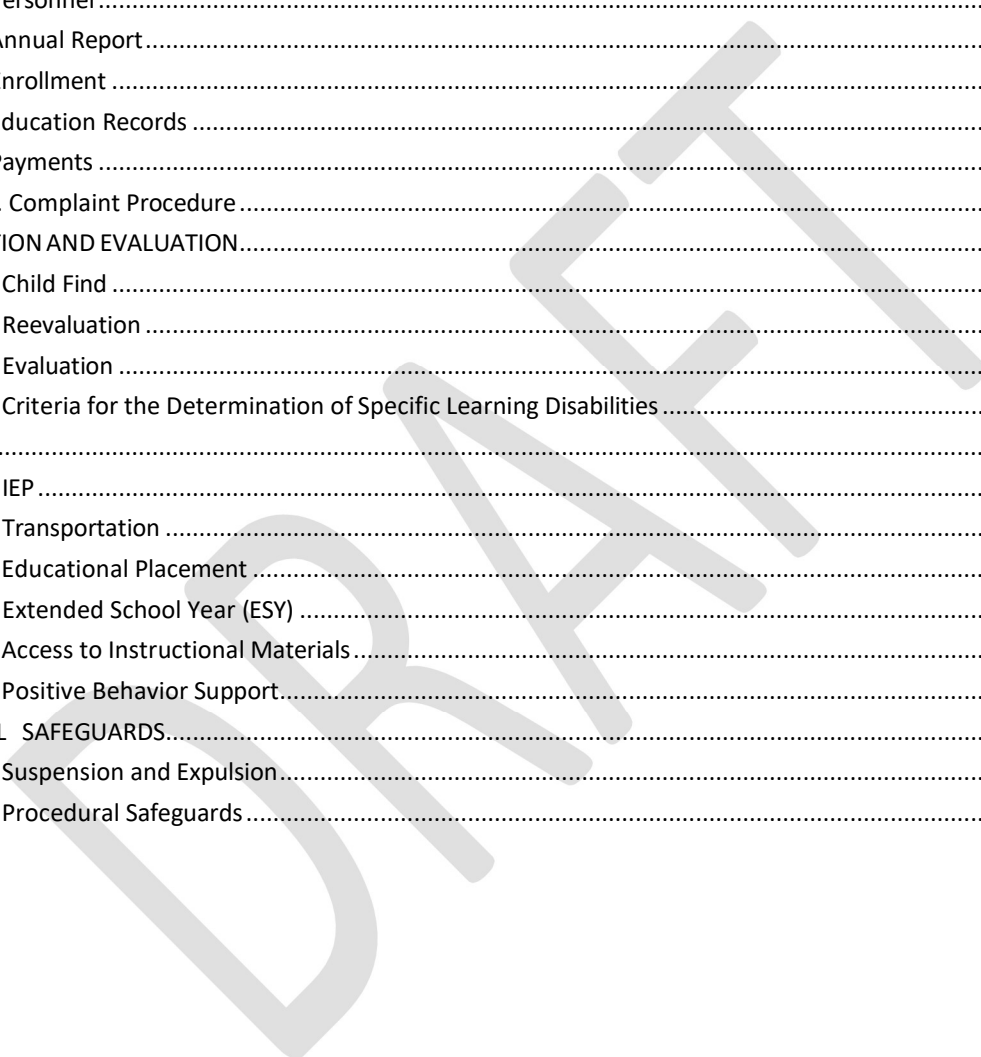 Personnel
Annual Report
Enrollment
Education Records
Payments
. Complaint Procedure
TION AND EVALUATION
Child Find
Reevaluation
Evaluation
Criteria for the Determination of Specific Learning Disabilities
IEP
Transportation
Educational Placement
Extended School Year (ESY)
Access to Instructional Materials
Positive Behavior Support
L SAFEGUARDS
Suspension and Expulsion
Procedural Safeguards
DRAFT